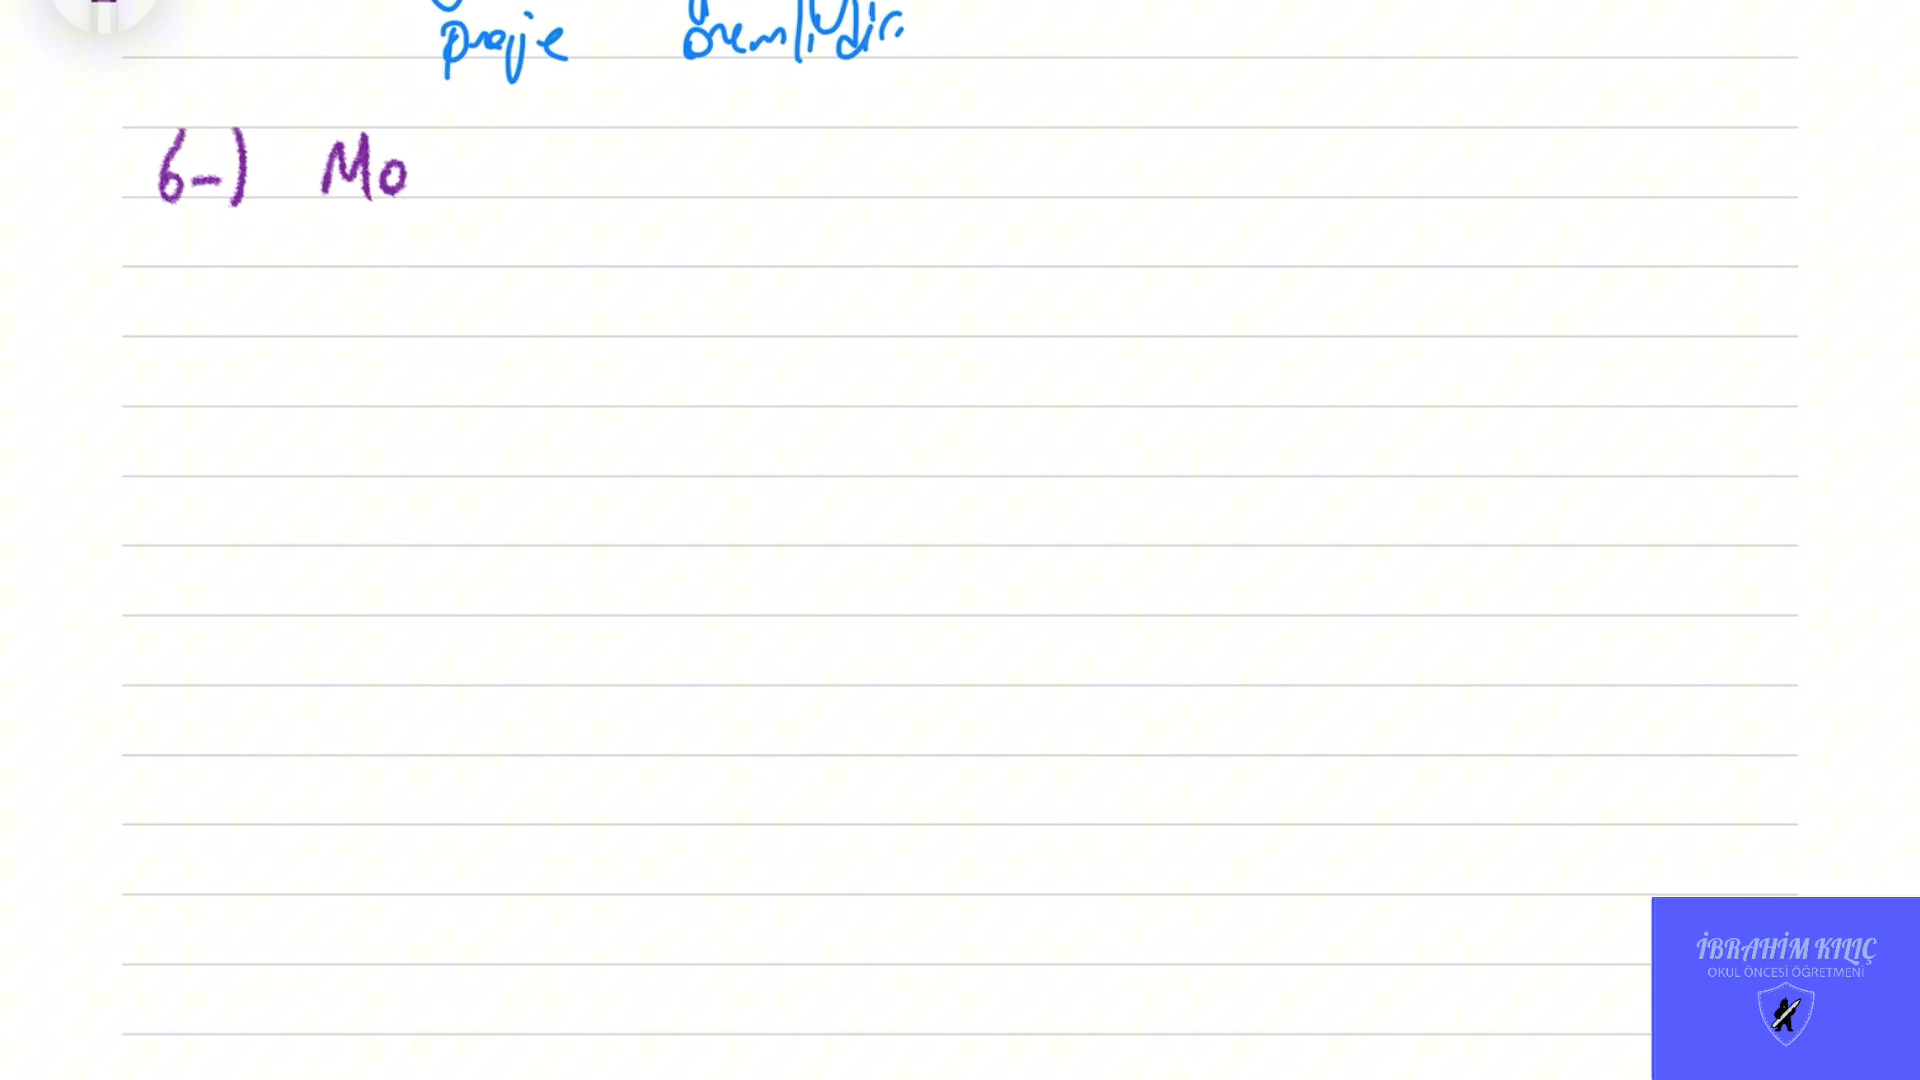 proje önemlidir.
6-) Mo
İBRAHİM KILIÇ
OKUL ÖNCESİ ÖĞRETMENİ